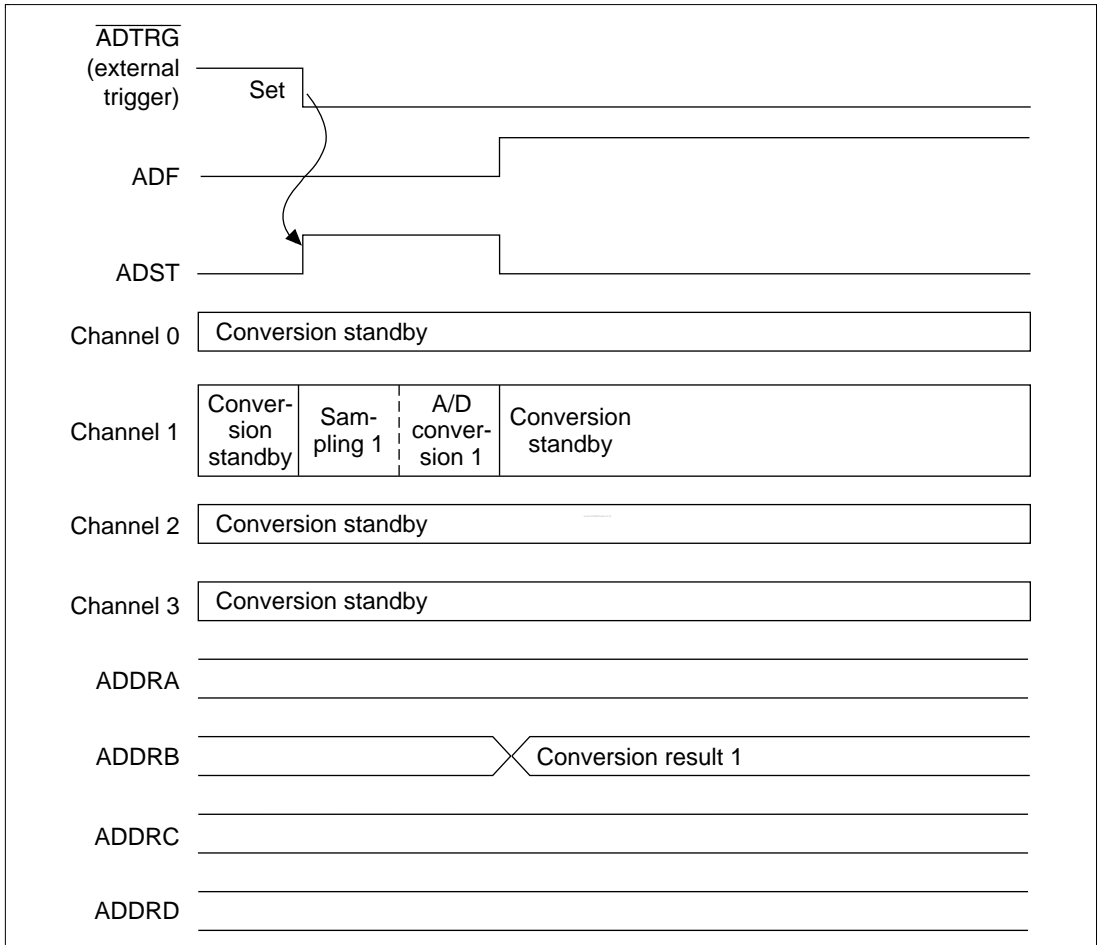 ADTRG
(external
trigger)
Set
ADF
ADST
Channel 0
Conversion standby
Channel 1
Conver-
sion
standby
Sam-
pling 1
A/D
conver-
sion 1
Conversion
standby
Channel 2
Conversion standby
Channel 3
Conversion standby
ADDRA
ADDRB
Conversion result 1
ADDRC
ADDRD